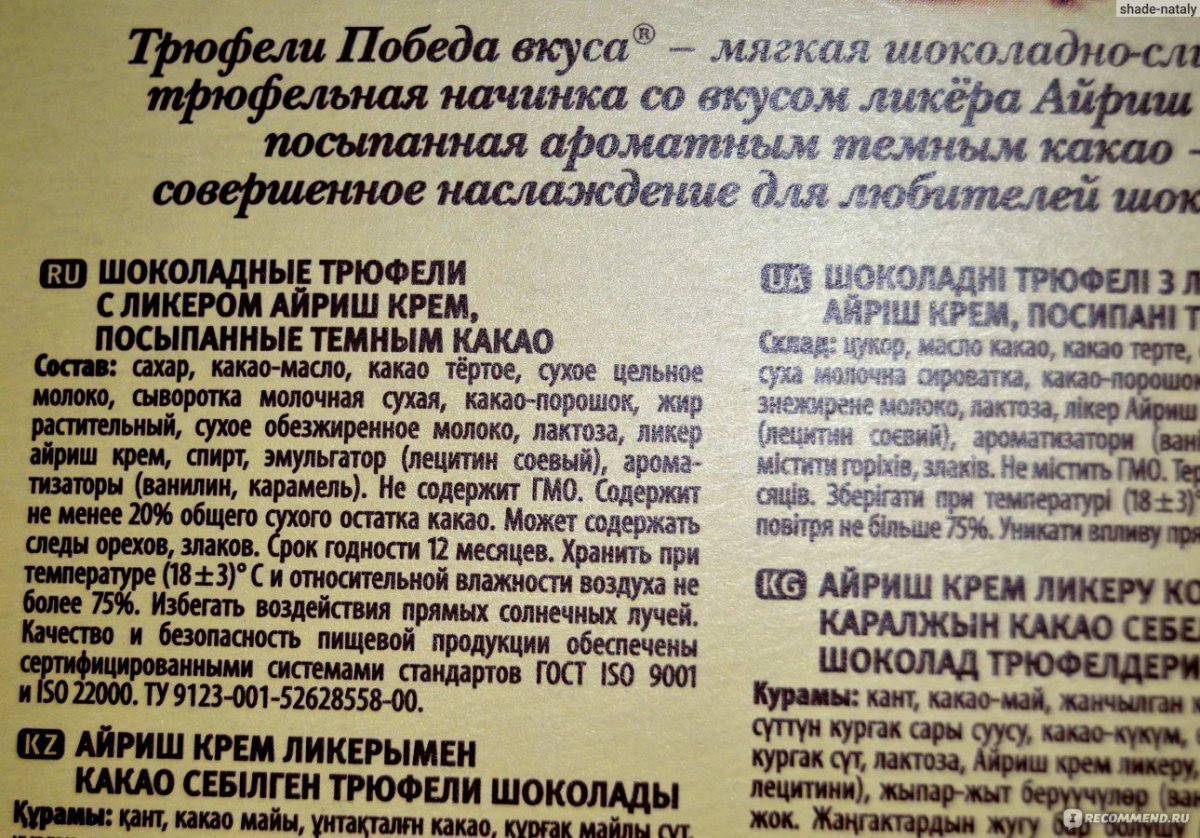 shade-nataly
Трюфели Победа вкуса® – мягкая шоколадно-сли
трюфельная начинка со вкусом ликёра Айриш
посыпанная ароматным темным какао –
совершенное наслаждение для любителей шок
RU ШОКОЛАДНЫЕ ТРЮФЕЛИ
С ЛИКЕРОМ АЙРИШ КРЕМ,
ПОСЫПАННЫЕ ТЕМНЫМ КАКАО
Состав: сахар, какао-масло, какао тёртое, сухое цельное
молоко, сыворотка молочная сухая, какао-порошок, жир
растительный, сухое обезжиренное молоко, лактоза, ликер
айриш крем, спирт, эмульгатор (лецитин соевый), арома-
тизаторы (ванилин, карамель). Не содержит ГМО. Содержит
не менее 20% общего сухого остатка какао. Может содержать
следы орехов, злаков. Срок годности 12 месяцев. Хранить при
температуре (18±3)° С и относительной влажности воздуха не
более 75%. Избегать воздействия прямых солнечных лучей.
Качество и безопасность пищевой продукции обеспечены
сертифицированными системами стандартов ГОСТ ISO 9001
и ISO 22000. ТУ 9123-001-52628558-00.
KZ АЙРИШ КРЕМ ЛИКЕРЫМЕН
КАКАО СЕБІЛГЕН ТРЮФЕЛИ ШОКОЛАДЫ
Құрамы: қант, какао майы, ұнтақталғн какао, құрғақ майлы сүт,
UA ШОКОЛАДНІ ТРЮФЕЛІ З Л
АЙРІШ КРЕМ, ПОСИПАНІ Т
Склад: цукор, масло какао, какао терте,
суха молочна сироватка, какао-порошок
знежирене молоко, лактоза, лікер Айриш
(лецитин соєвий), ароматизатори (ван
містити горіхів, злаків. Не містить ГМО. Тер
сяців. Зберігати при температурі (18±3)
повітря не більше 75%. Уникати впливу пря
KG АЙРИШ КРЕМ ЛИКЕРУ КО
КАРАЛЖЫН КАКАО СЕБЕ
ШОКОЛАД ТРЮФЕЛДЕРИ
Курамы: кант, какао-май, жанчылган
сүттүн кургак сары суусу, какао-күкүм,
кургак сүт, лактоза, Айриш крем ликеру,
лецитини), жыпар-жыт берүүчүлөр (ван
жок. Жаңгактардын жугу б
RECOMMEND.RU